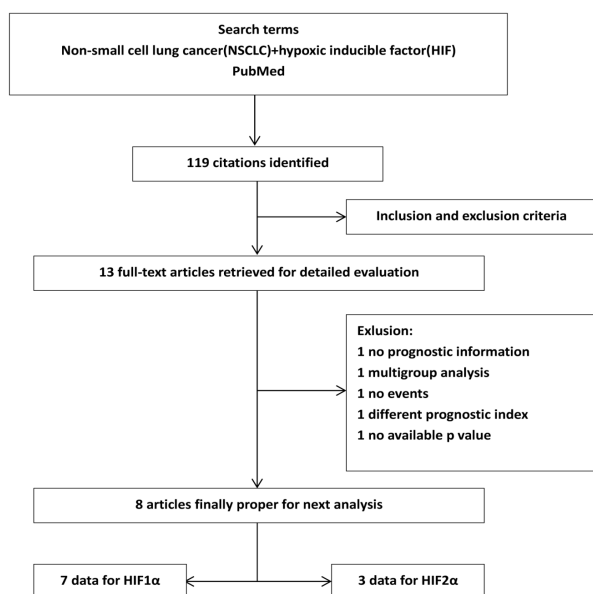 Search terms
Non-small cell lung cancer(NSCLC)+hypoxic inducible factor(HIF)
PubMed
119 citations identified
Inclusion and exclusion criteria
13 full-text articles retrieved for detailed evaluation
Exlusion:
1 no prognostic information
1 multigroup analysis
1 no events
1 different prognostic index
1 no available p value
8 articles finally proper for next analysis
7 data for HIF1α
3 data for HIF2α